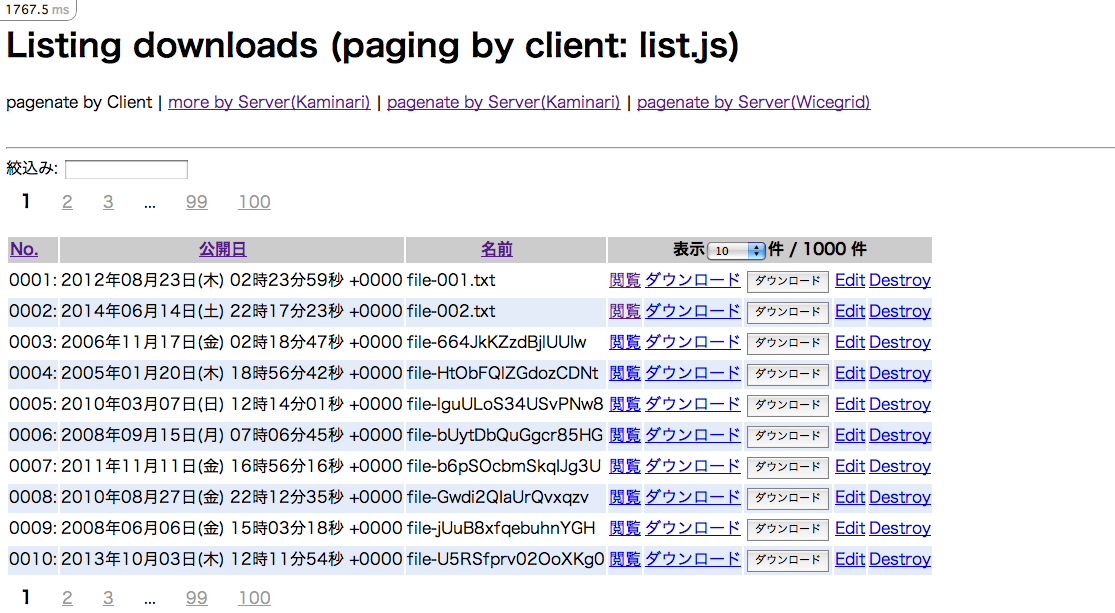 1767.5 ms
Listing downloads (paging by client: list.js)
pagenate by Client | more by Server(Kaminari) | pagenate by Server(Kaminari) | pagenate by Server(Wicegrid)
絞込み:
1 2 3 ... 99 100
No. 公開日 名前 表示 10 件 / 1000 件
0001: 2012年08月23日(木) 02時23分59秒 +0000 file-001.txt 閲覧 ダウンロード ダウンロード Edit Destroy
0002: 2014年06月14日(土) 22時17分23秒 +0000 file-002.txt 閲覧 ダウンロード ダウンロード Edit Destroy
0003: 2006年11月17日(金) 02時18分47秒 +0000 file-664JkKZzdBjlUUIw 閲覧 ダウンロード ダウンロード Edit Destroy
0004: 2005年01月20日(木) 18時56分42秒 +0000 file-HtObFQlZGdozCDNt 閲覧 ダウンロード ダウンロード Edit Destroy
0005: 2010年03月07日(日) 12時14分01秒 +0000 file-lguULoS34USvPNw8 閲覧 ダウンロード ダウンロード Edit Destroy
0006: 2008年09月15日(月) 07時06分45秒 +0000 file-bUytDbQuGgcr85HG 閲覧 ダウンロード ダウンロード Edit Destroy
0007: 2011年11月11日(金) 16時56分16秒 +0000 file-b6pSOcbmSkqlJg3U 閲覧 ダウンロード ダウンロード Edit Destroy
0008: 2010年08月27日(金) 22時12分35秒 +0000 file-Gwdi2QlaUrQvxqzv 閲覧 ダウンロード ダウンロード Edit Destroy
0009: 2008年06月06日(金) 15時03分18秒 +0000 file-jUuB8xfqebuhnYGH 閲覧 ダウンロード ダウンロード Edit Destroy
0010: 2013年10月03日(木) 12時11分54秒 +0000 file-U5RSfprv02OoXKg0 閲覧 ダウンロード ダウンロード Edit Destroy
1 2 3 ... 99 100